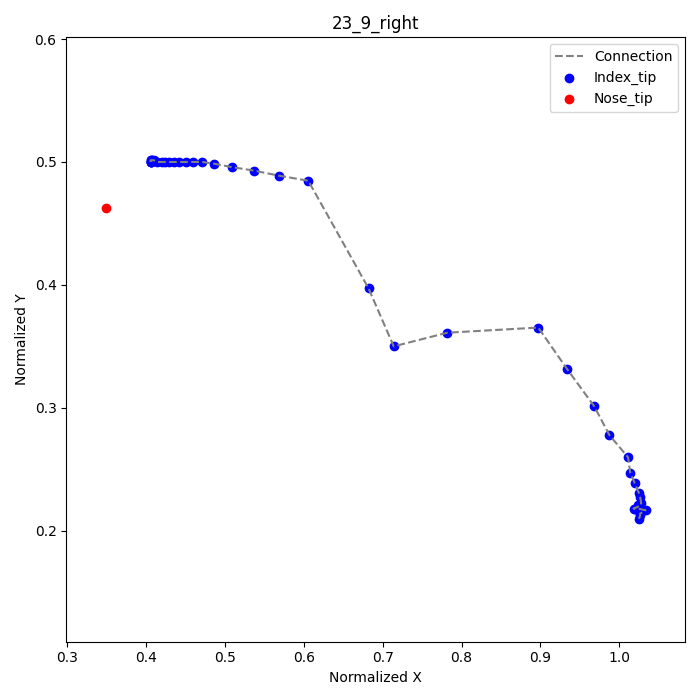 23_9_right
Connection
Index_tip
Nose_tip
0.6
0.5
0.4
0.3
0.2
Normalized Y
0.3 0.4 0.5 0.6 0.7 0.8 0.9 1.0
Normalized X